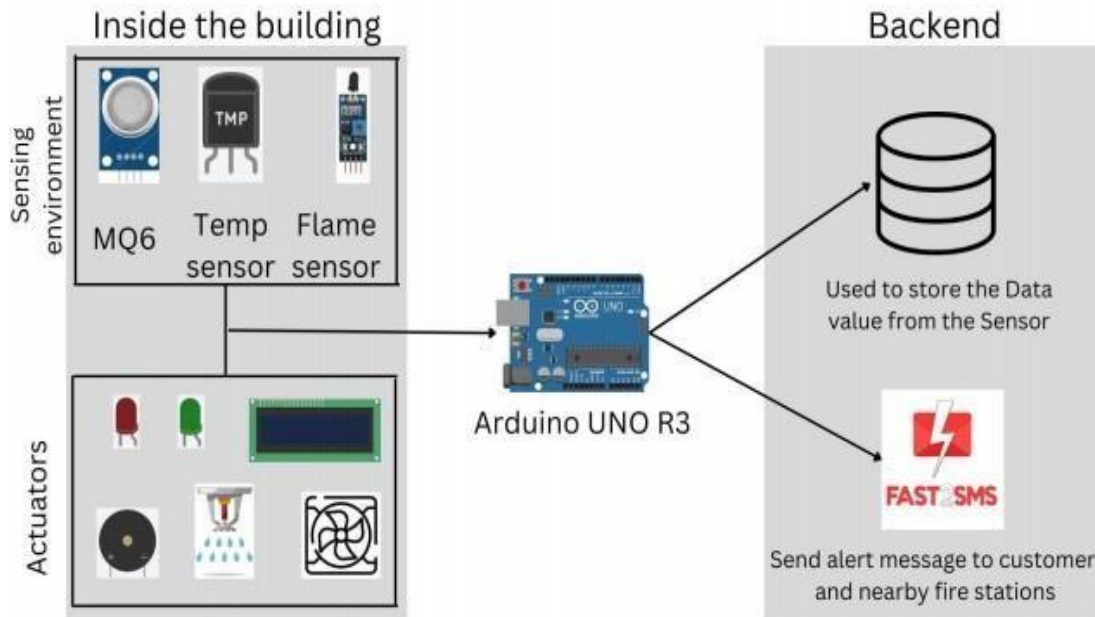 Inside the building
Backend
Sensing
environment
TMP
MQ6
Temp
sensor
Flame
sensor
UNO
Arduino UNO R3
Used to store the Data
value from the Sensor
Actuators
FAST2SMS
Send alert message to customer
and nearby fire stations